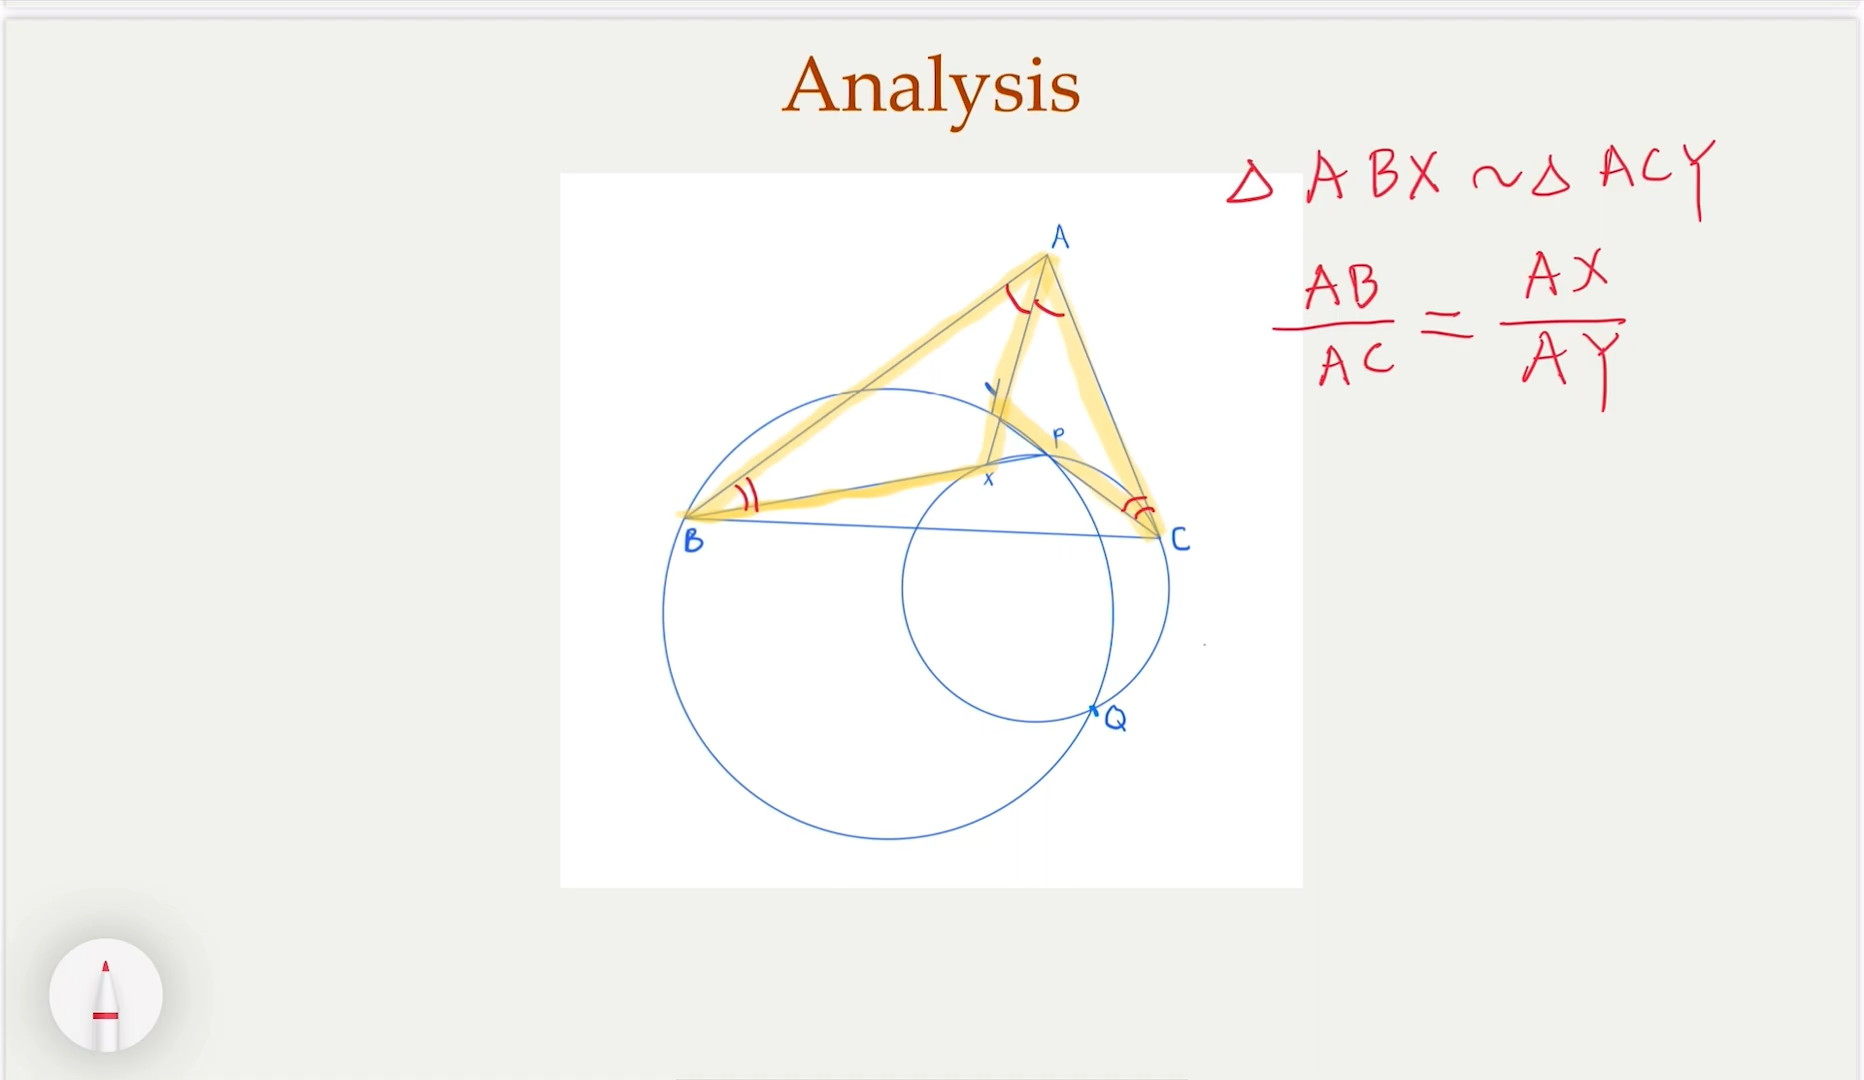 Analysis
△ ABX ~ △ ACY
AB/AC = AX/AY
A
Y
P
X
B
C
Q